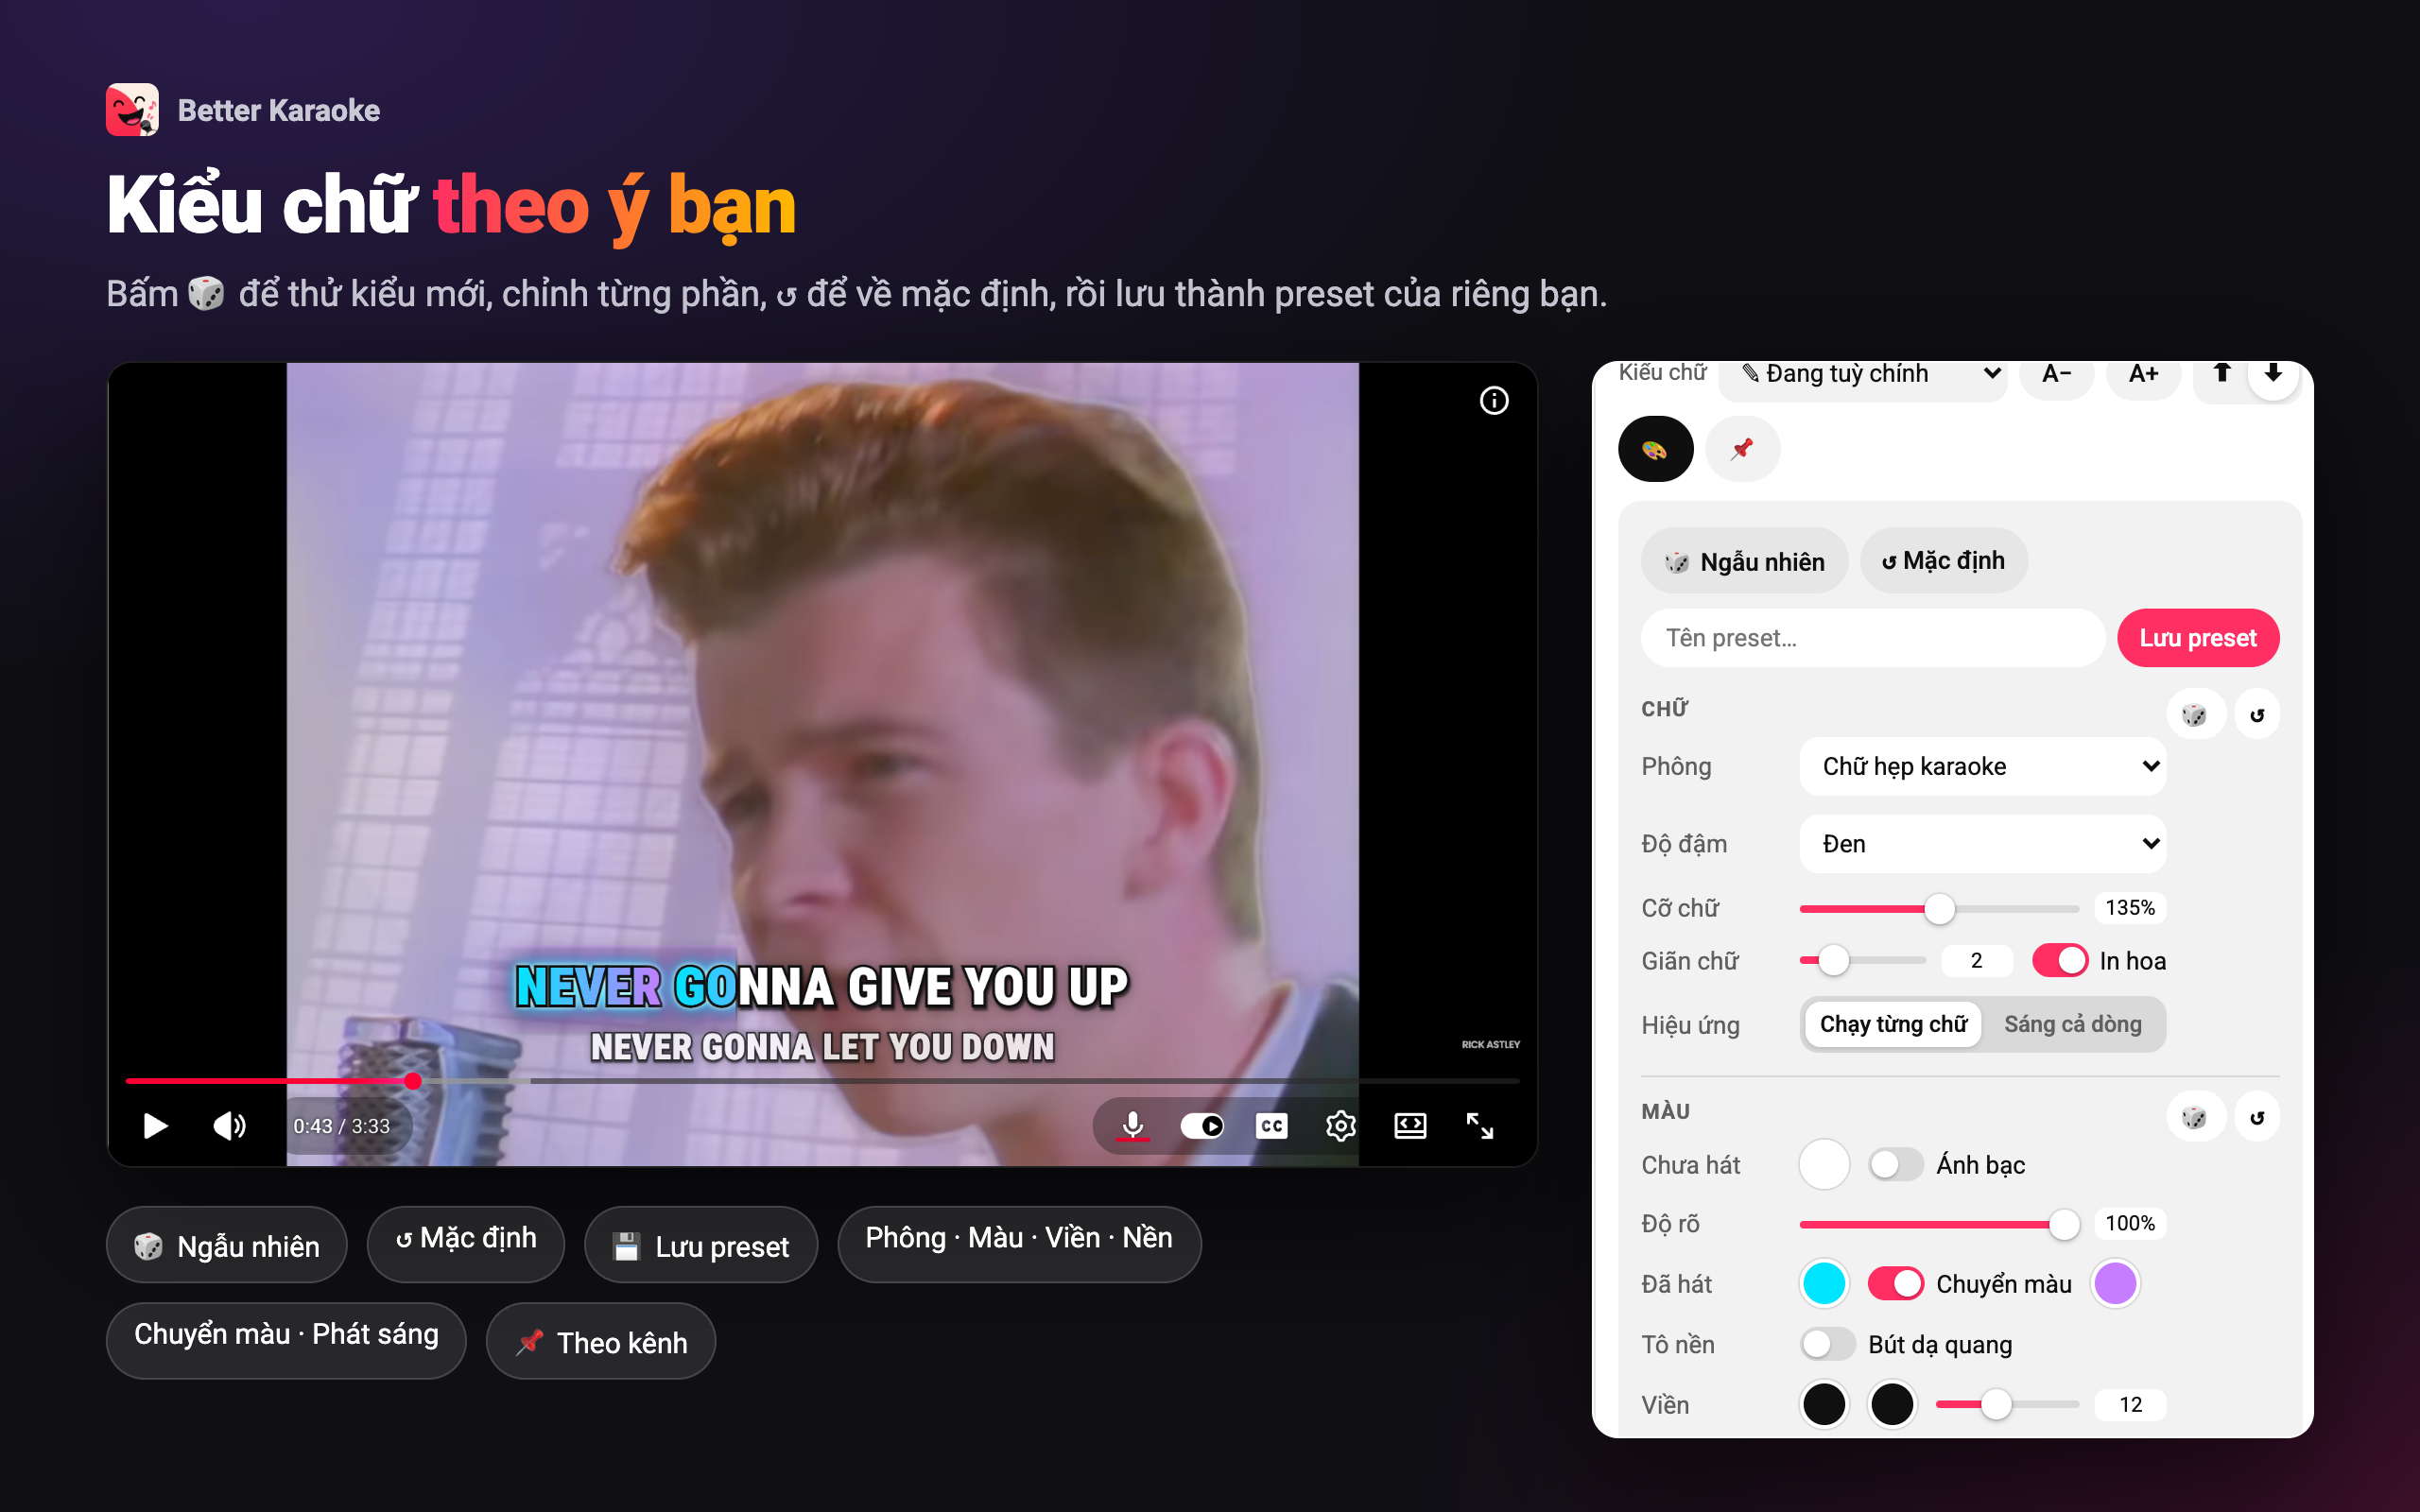 Better Karaoke
Kiểu chữ theo ý bạn
Bấm 🎲 để thử kiểu mới, chỉnh từng phần, ↺ để về mặc định, rồi lưu thành preset của riêng bạn.
NEVER GONNA GIVE YOU UP
NEVER GONNA LET YOU DOWN
RICK ASTLEY
0:43 / 3:33
CC
🎲 Ngẫu nhiên
↺ Mặc định
💾 Lưu preset
Phông · Màu · Viền · Nền
Chuyển màu · Phát sáng
📌 Theo kênh
Kiểu chữ ✎ Đang tuỳ chỉnh A− A+ ⬆ ⬇
🎲 Ngẫu nhiên ↺ Mặc định
Tên preset… Lưu preset
CHỮ 🎲 ↺
Phông Chữ hẹp karaoke
Độ đậm Đen
Cỡ chữ 135%
Giãn chữ 2 In hoa
Hiệu ứng Chạy từng chữ Sáng cả dòng
MÀU 🎲 ↺
Chưa hát Ánh bạc
Độ rõ 100%
Đã hát Chuyển màu
Tô nền Bút dạ quang
Viền 12